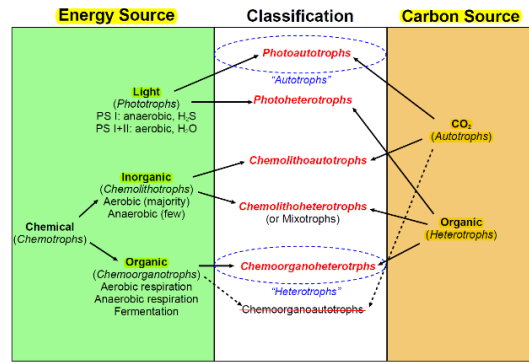 Energy Source
Classification
Carbon Source
Photoautotrophs
"Autotrophs"
Light
(Phototrophs)
PS I: anaerobic, H₂S
PS I+II: aerobic, H₂O
Photoheterotrophs
CO₂
(Autotrophs)
Inorganic
(Chemolithotrophs)
Aerobic (majority)
Anaerobic (few)
Chemolithoautotrophs
Chemolithoheterotrophs
(or Mixotrophs)
Chemical
(Chemotrophs)
Organic
(Heterotrophs)
Organic
(Chemoorganotrophs)
Aerobic respiration
Anaerobic respiration
Fermentation
Chemoorganoheterotrphs
"Heterotrophs"
Chemoorganoautotrophs